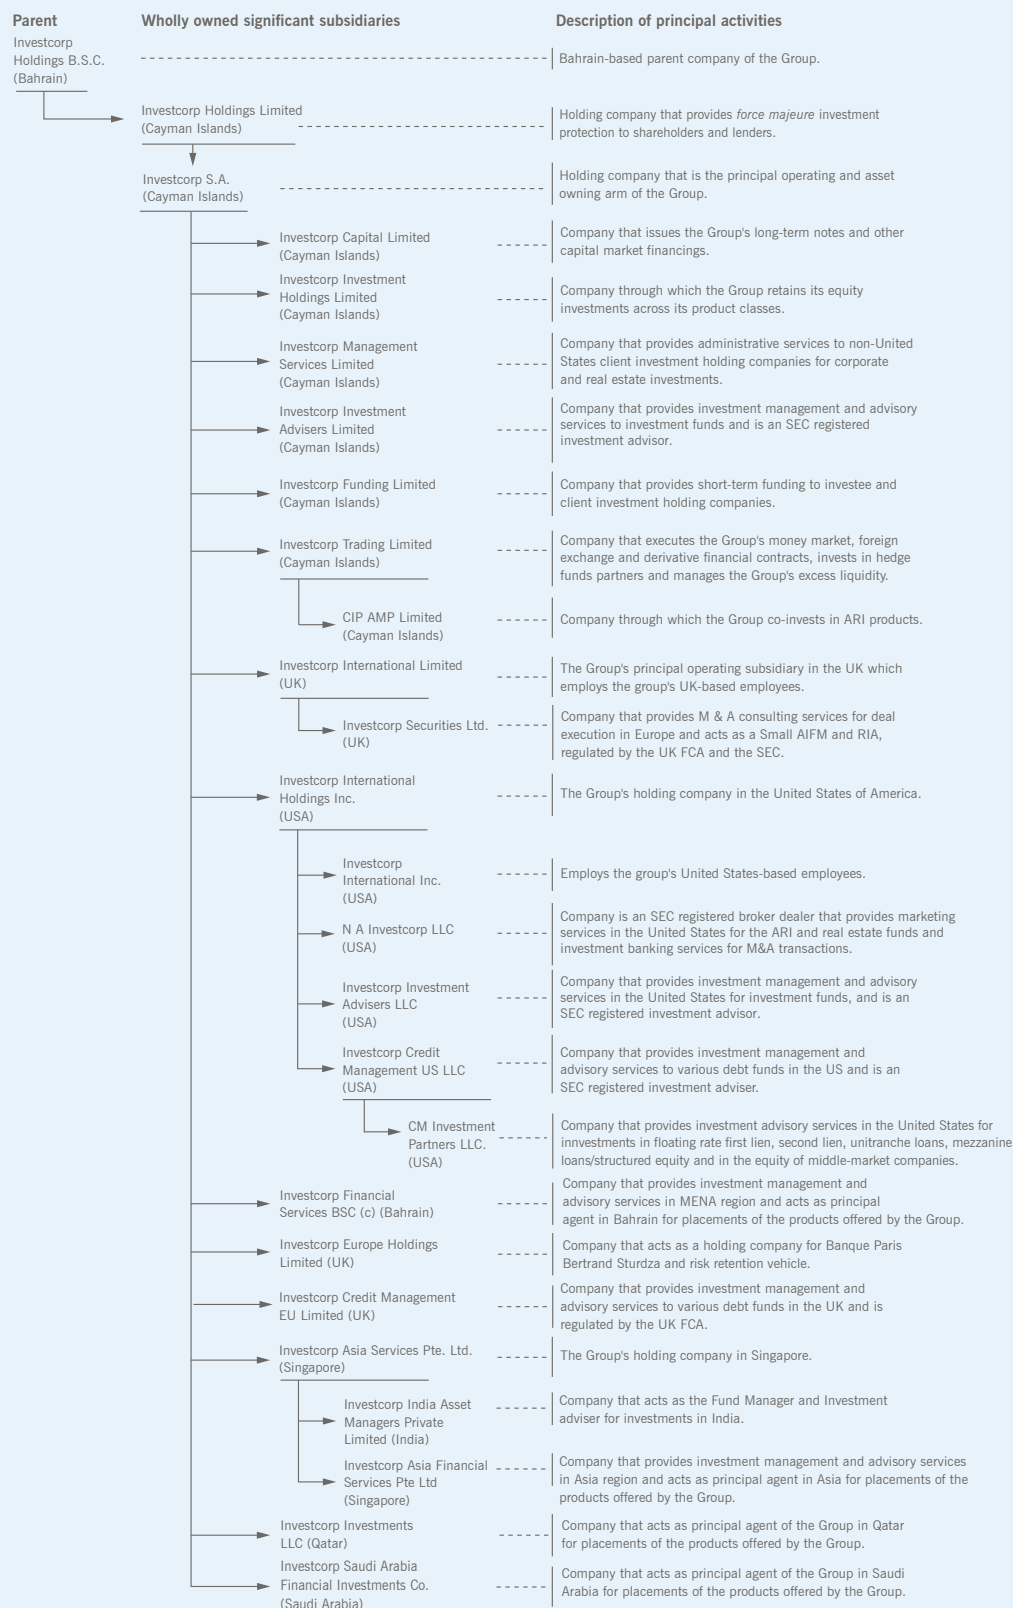 Parent Wholly owned significant subsidiaries Description of principal activities
Investcorp
Holdings B.S.C.
(Bahrain)
Bahrain-based parent company of the Group.
Investcorp Holdings Limited
(Cayman Islands)
Holding company that provides force majeure investment
protection to shareholders and lenders.
Investcorp S.A.
(Cayman Islands)
Holding company that is the principal operating and asset
owning arm of the Group.
Investcorp Capital Limited
(Cayman Islands)
Company that issues the Group's long-term notes and other
capital market financings.
Investcorp Investment
Holdings Limited
(Cayman Islands)
Company through which the Group retains its equity
investments across its product classes.
Investcorp Management
Services Limited
(Cayman Islands)
Company that provides administrative services to non-United
States client investment holding companies for corporate
and real estate investments.
Investcorp Investment
Advisers Limited
(Cayman Islands)
Company that provides investment management and advisory
services to investment funds and is an SEC registered
investment advisor.
Investcorp Funding Limited
(Cayman Islands)
Company that provides short-term funding to investee and
client investment holding companies.
Investcorp Trading Limited
(Cayman Islands)
Company that executes the Group's money market, foreign
exchange and derivative financial contracts, invests in hedge
funds partners and manages the Group's excess liquidity.
CIP AMP Limited
(Cayman Islands)
Company through which the Group co-invests in ARI products.
Investcorp International Limited
(UK)
The Group's principal operating subsidiary in the UK which
employs the group's UK-based employees.
Investcorp Securities Ltd.
(UK)
Company that provides M & A consulting services for deal
execution in Europe and acts as a Small AIFM and RIA,
regulated by the UK FCA and the SEC.
Investcorp International
Holdings Inc.
(USA)
The Group's holding company in the United States of America.
Investcorp
International Inc.
(USA)
Employs the group's United States-based employees.
N A Investcorp LLC
(USA)
Company is an SEC registered broker dealer that provides marketing
services in the United States for the ARI and real estate funds and
investment banking services for M&A transactions.
Investcorp Investment
Advisers LLC
(USA)
Company that provides investment management and advisory
services in the United States for investment funds, and is an
SEC registered investment advisor.
Investcorp Credit
Management US LLC
(USA)
Company that provides investment management and
advisory services to various debt funds in the US and is an
SEC registered investment adviser.
CM Investment
Partners LLC.
(USA)
Company that provides investment advisory services in the United States for
innvestments in floating rate first lien, second lien, unitranche loans, mezzanine
loans/structured equity and in the equity of middle-market companies.
Investcorp Financial
Services BSC (c) (Bahrain)
Company that provides investment management and
advisory services in MENA region and acts as principal
agent in Bahrain for placements of the products offered by the Group.
Investcorp Europe Holdings
Limited (UK)
Company that acts as a holding company for Banque Paris
Bertrand Sturdza and risk retention vehicle.
Investcorp Credit Management
EU Limited (UK)
Company that provides investment management and
advisory services to various debt funds in the UK and is
regulated by the UK FCA.
Investcorp Asia Services Pte. Ltd.
(Singapore)
The Group's holding company in Singapore.
Investcorp India Asset
Managers Private
Limited (India)
Company that acts as the Fund Manager and Investment
adviser for investments in India.
Investcorp Asia Financial
Services Pte Ltd
(Singapore)
Company that provides investment management and advisory services
in Asia region and acts as principal agent in Asia for placements of the
products offered by the Group.
Investcorp Investments
LLC (Qatar)
Company that acts as principal agent of the Group in Qatar
for placements of the products offered by the Group.
Investcorp Saudi Arabia
Financial Investments Co.
(Saudi Arabia)
Company that acts as principal agent of the Group in Saudi
Arabia for placements of the products offered by the Group.